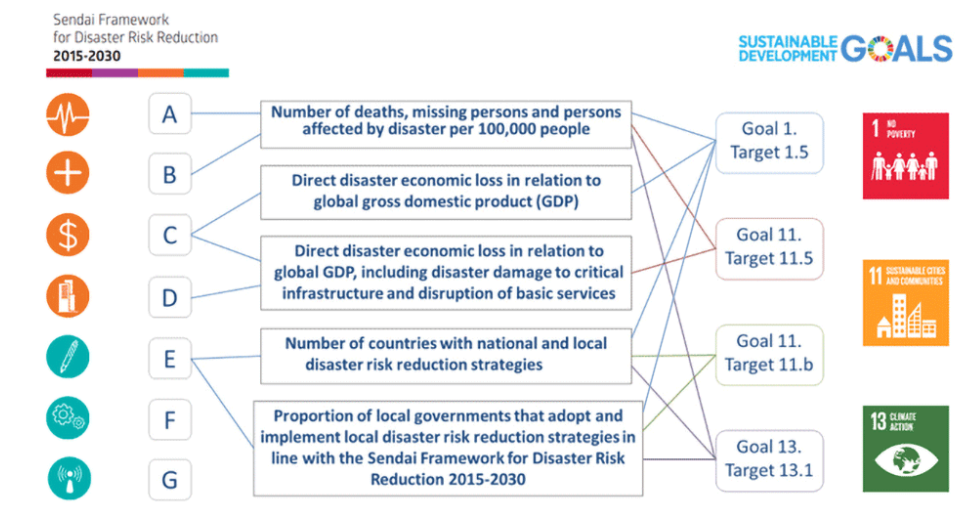 Sendai Framework
for Disaster Risk Reduction
2015-2030
SUSTAINABLE
DEVELOPMENT
GOALS
A
B
C
D
E
F
G
$
Number of deaths, missing persons and persons
affected by disaster per 100,000 people
Direct disaster economic loss in relation to
global gross domestic product (GDP)
Direct disaster economic loss in relation to
global GDP, including disaster damage to critical
infrastructure and disruption of basic services
Number of countries with national and local
disaster risk reduction strategies
Proportion of local governments that adopt and
implement local disaster risk reduction strategies in
line with the Sendai Framework for Disaster Risk
Reduction 2015-2030
Goal 1.
Target 1.5
Goal 11.
Target 11.5
Goal 11.
Target 11.b
Goal 13.
Target 13.1
1 NO
POVERTY
11 SUSTAINABLE CITIES
AND COMMUNITIES
13 CLIMATE
ACTION